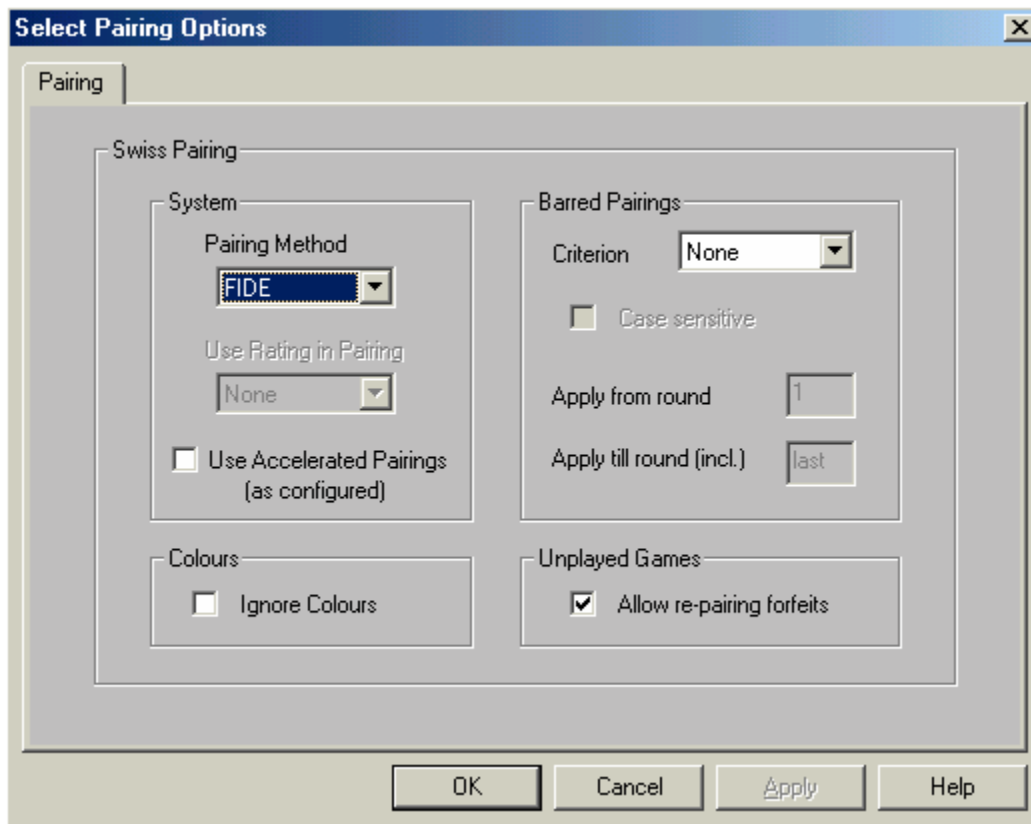 Select Pairing Options
Pairing
Swiss Pairing
System
Pairing Method
FIDE
Use Rating in Pairing
None
Use Accelerated Pairings
(as configured)
Barred Pairings
Criterion None
Case sensitive
Apply from round 1
Apply till round (incl.) last
Colours
Ignore Colours
Unplayed Games
Allow re-pairing forfeits
OK Cancel Apply Help